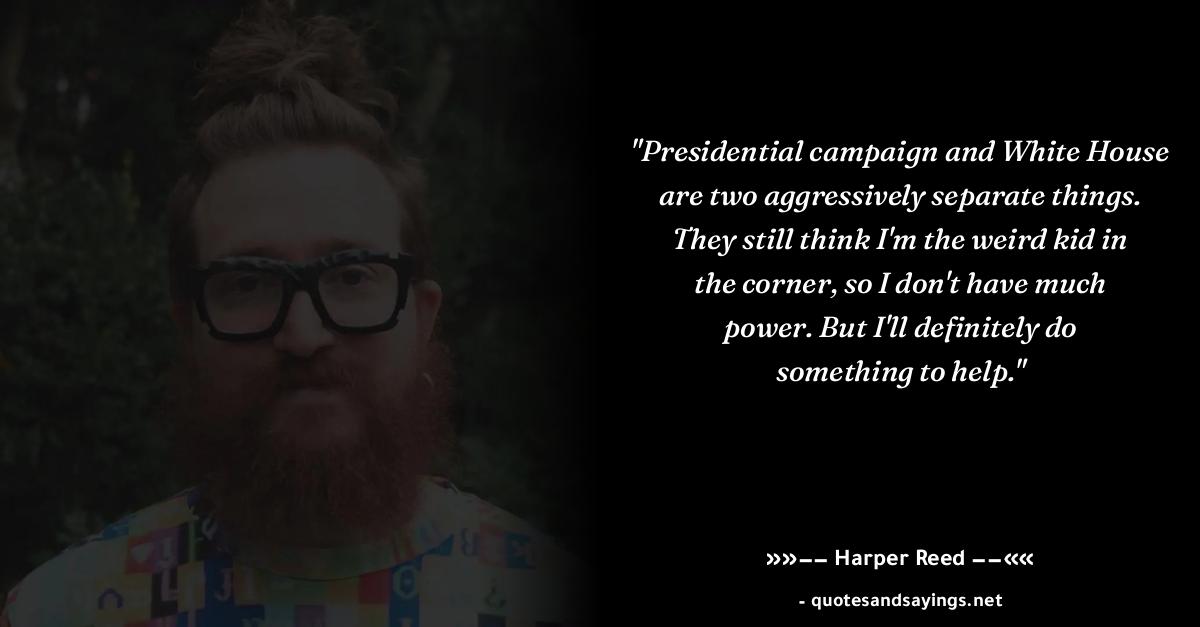 "Presidential campaign and White House
are two aggressively separate things.
They still think I'm the weird kid in
the corner, so I don't have much
power. But I'll definitely do
something to help."
»»–– Harper Reed ––««
- quotesandsayings.net